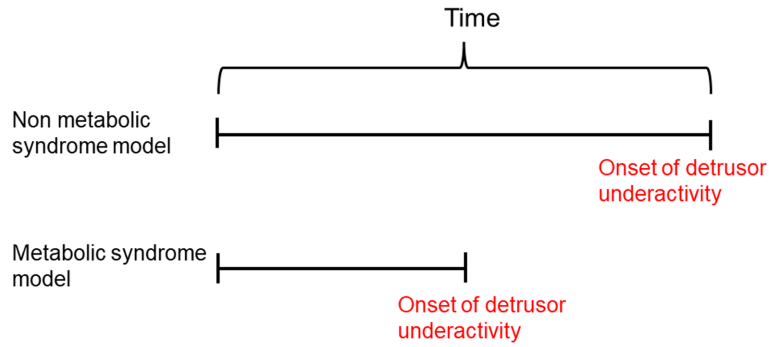 Time
Non metabolic
syndrome model
Onset of detrusor
underactivity
Metabolic syndrome
model
Onset of detrusor
underactivity